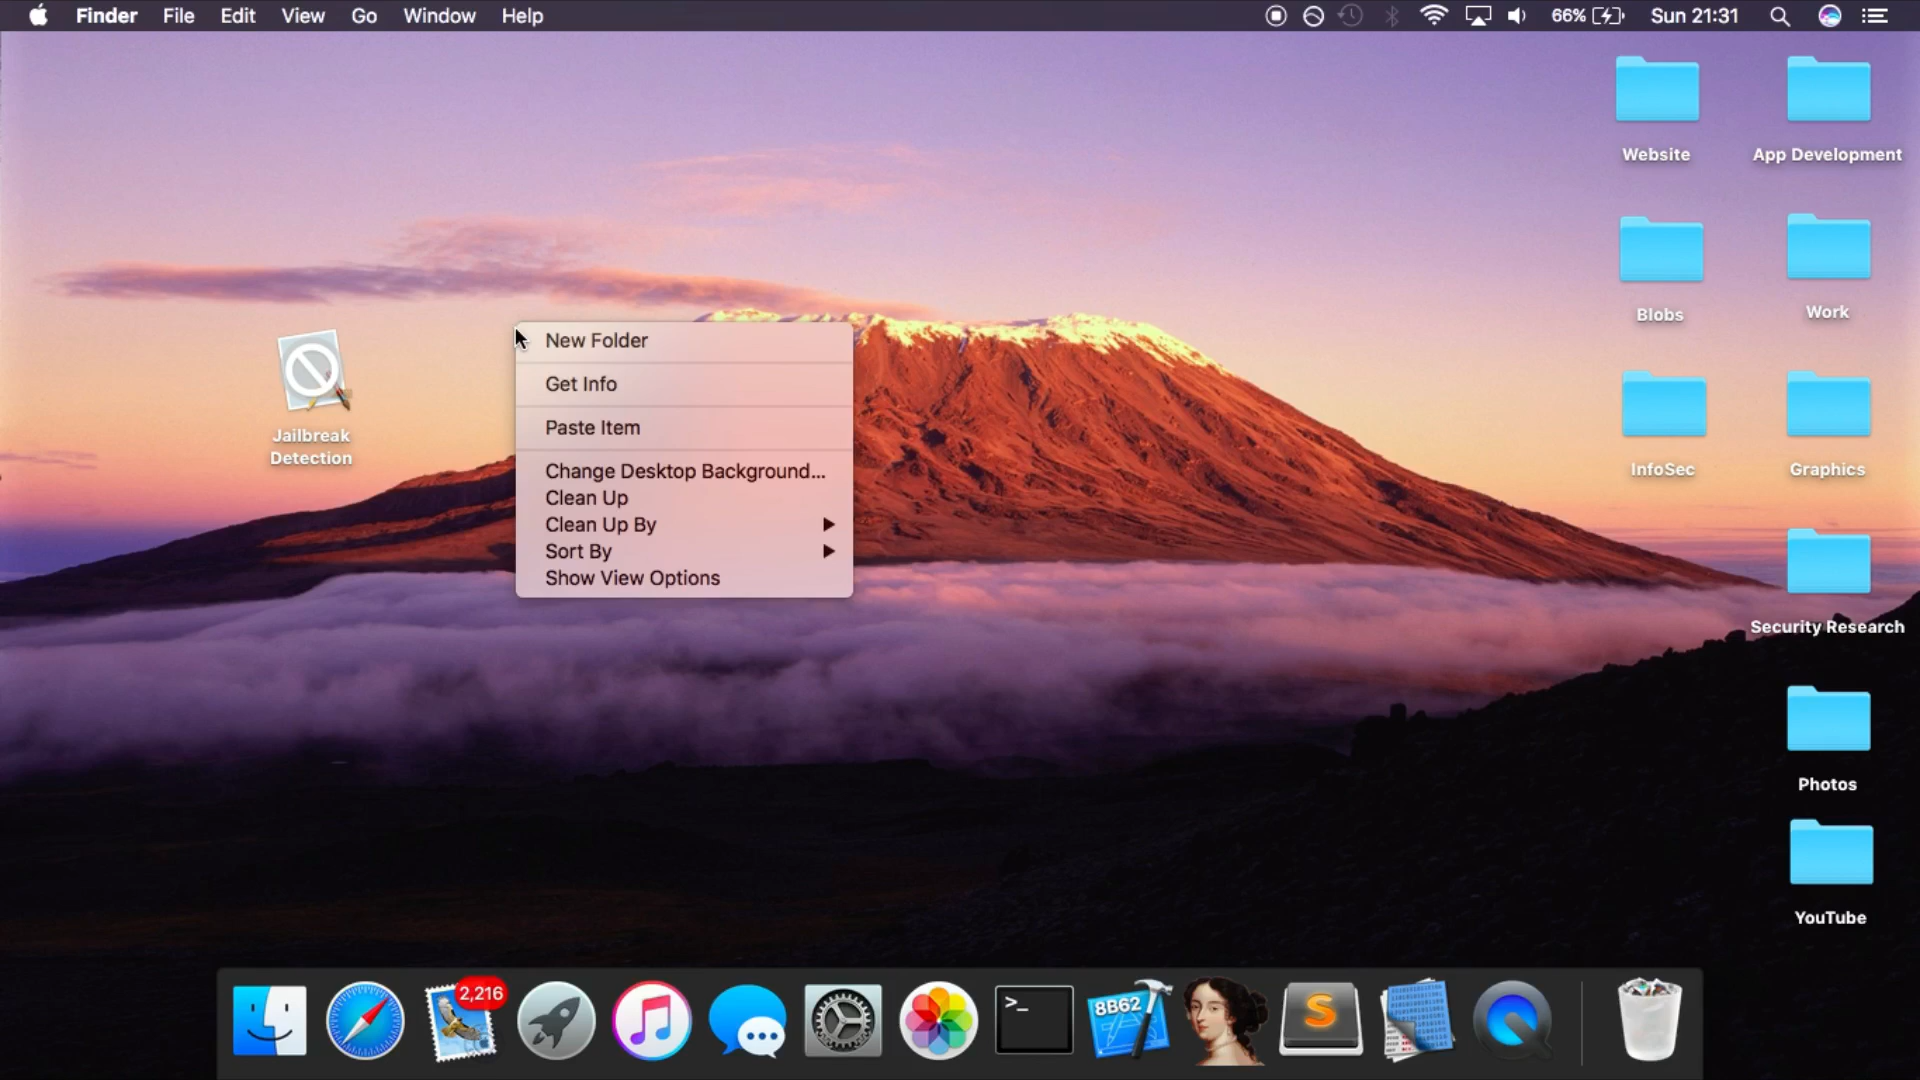 Finder File Edit View Go Window Help 66% Sun 21:31
Website
App Development
Blobs
Work
InfoSec
Graphics
Security Research
Photos
YouTube
Jailbreak
Detection
New Folder
Get Info
Paste Item
Change Desktop Background...
Clean Up
Clean Up By
Sort By
Show View Options
2,216
>_
8B62
S